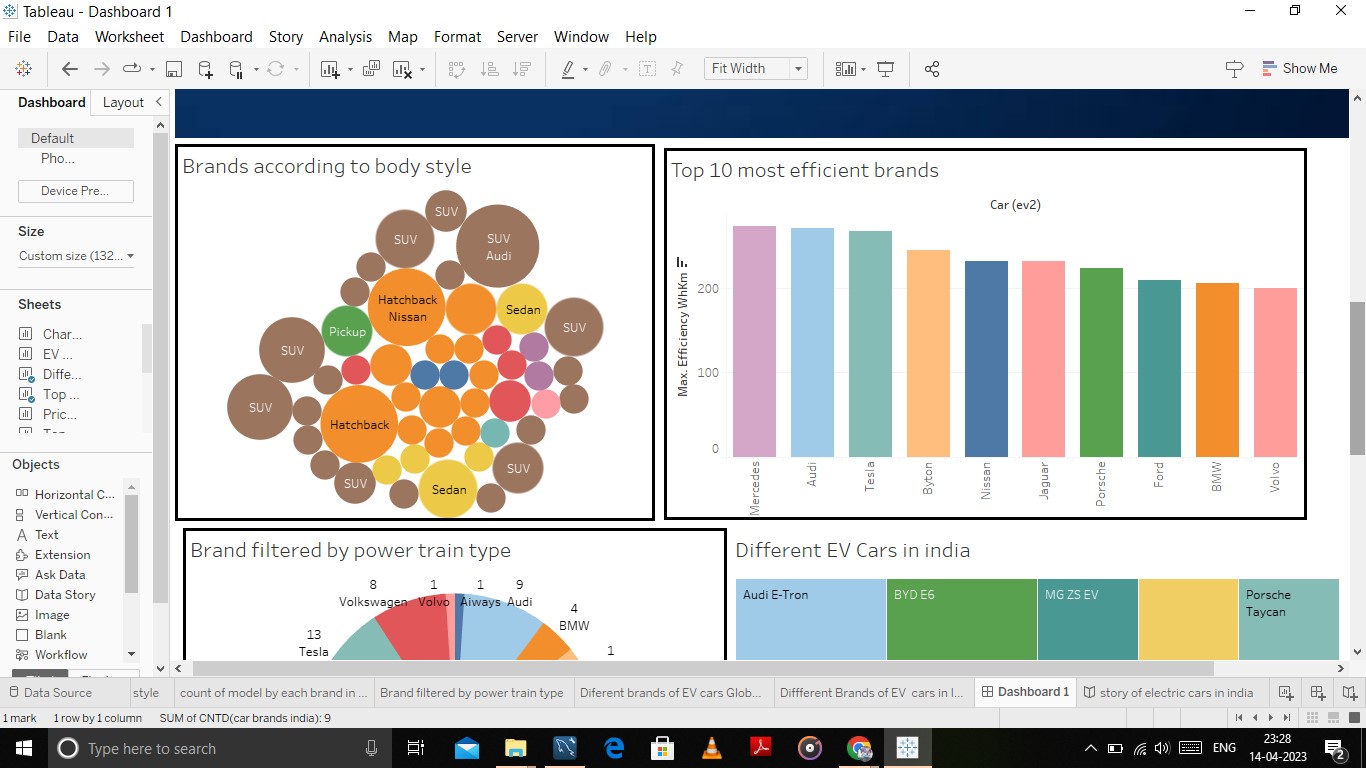 Tableau - Dashboard 1
File Data Worksheet Dashboard Story Analysis Map Format Server Window Help
Fit Width
Show Me
Dashboard Layout
Default
Pho...
Device Pre...
Size
Custom size (132...
Sheets
Char...
EV ...
Diffe...
Top ...
Pric...
Objects
Horizontal C...
Vertical Con...
Text
Extension
Ask Data
Data Story
Image
Blank
Workflow
Brands according to body style
SUV
SUV
SUV
Audi
Hatchback
Nissan
Sedan
Pickup
SUV
SUV
SUV
Hatchback
SUV
SUV
Sedan
Top 10 most efficient brands
Car (ev2)
Max. Efficiency WhKm
200
100
0
Mercedes
Audi
Tesla
Byton
Nissan
Jaguar
Porsche
Ford
BMW
Volvo
Brand filtered by power train type
8
Volkswagen
1
Volvo
1
Aiways
9
Audi
4
BMW
13
Tesla
1
Different EV Cars in india
Audi E-Tron
BYD E6
MG ZS EV
Porsche
Taycan
Data Source
style
count of model by each brand in ...
Brand filtered by power train type
Diferent brands of EV cars Glob...
Diffferent Brands of EV cars in I...
Dashboard 1
story of electric cars in india
1 mark 1 row by 1 column SUM of CNTD(car brands india): 9
Type here to search
ENG
23:28
14-04-2023
2